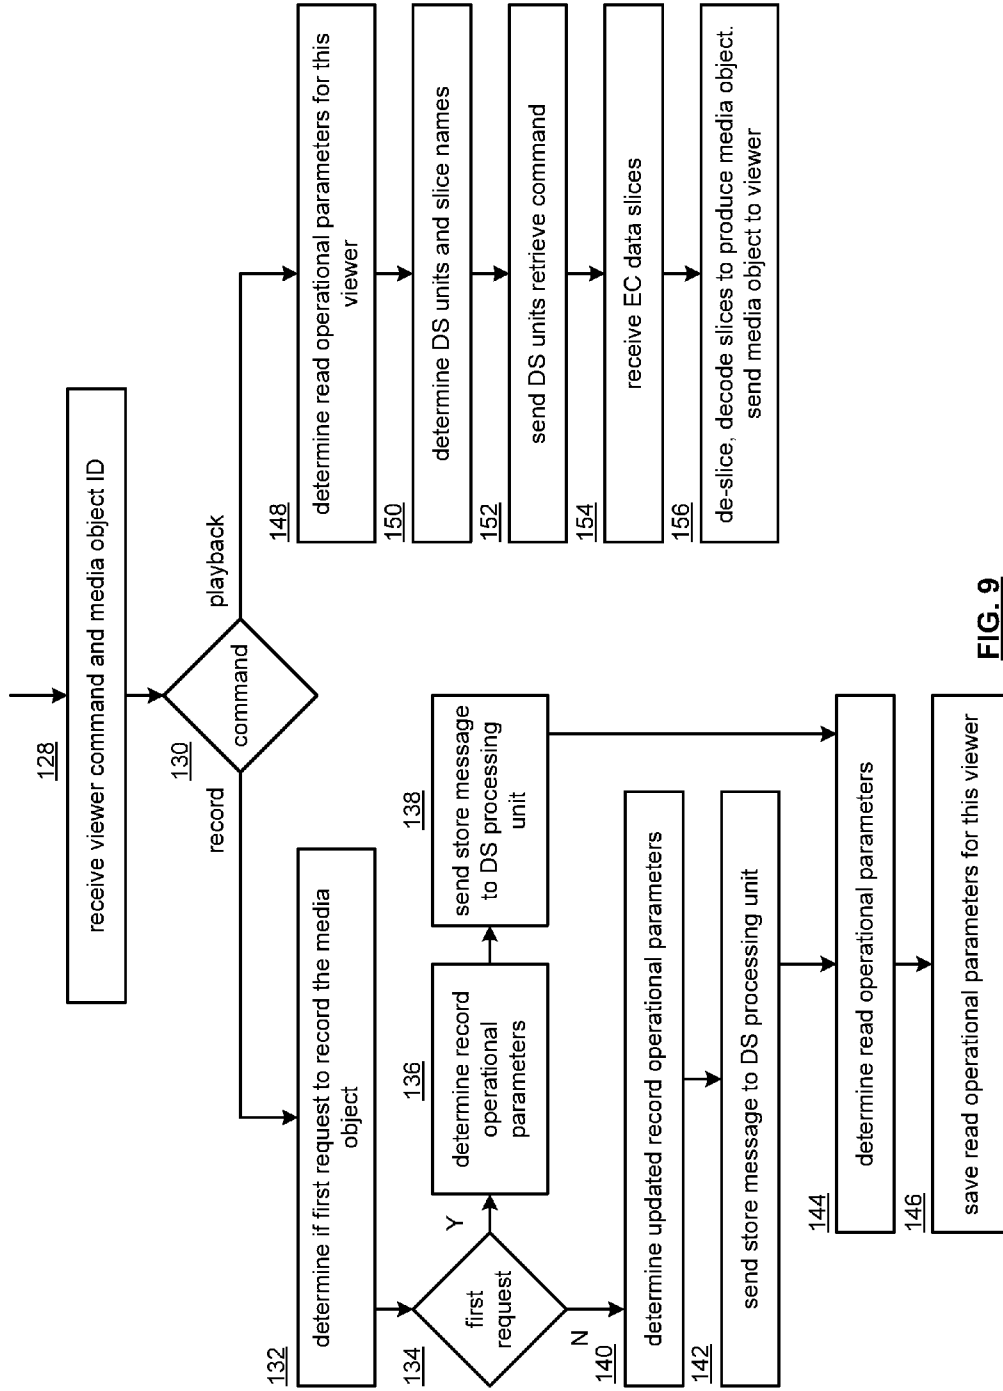 128
receive viewer command and media object ID
130
command
record
playback
132
determine if first request to record the media
object
134
first
request
Y
N
136
determine record
operational
parameters
138
send store message
to DS processing
unit
140
determine updated record operational parameters
142
send store message to DS processing unit
144
determine read operational parameters
146
save read operational parameters for this viewer
148
determine read operational parameters for this
viewer
150
determine DS units and slice names
152
send DS units retrieve command
154
receive EC data slices
156
de-slice, decode slices to produce media object.
send media object to viewer
FIG. 9